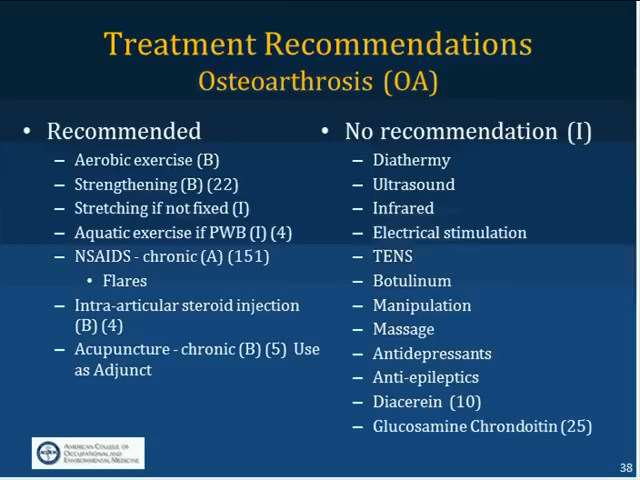 Treatment Recommendations
Osteoarthrosis (OA)
• Recommended
– Aerobic exercise (B)
– Strengthening (B) (22)
– Stretching if not fixed (I)
– Aquatic exercise if PWB (I) (4)
– NSAIDS - chronic (A) (151)
• Flares
– Intra-articular steroid injection
(B) (4)
– Acupuncture - chronic (B) (5) Use
as Adjunct
• No recommendation (I)
– Diathermy
– Ultrasound
– Infrared
– Electrical stimulation
– TENS
– Botulinum
– Manipulation
– Massage
– Antidepressants
– Anti-epileptics
– Diacerein (10)
– Glucosamine Chrondoitin (25)
American College of
Occupational and
Environmental Medicine
38